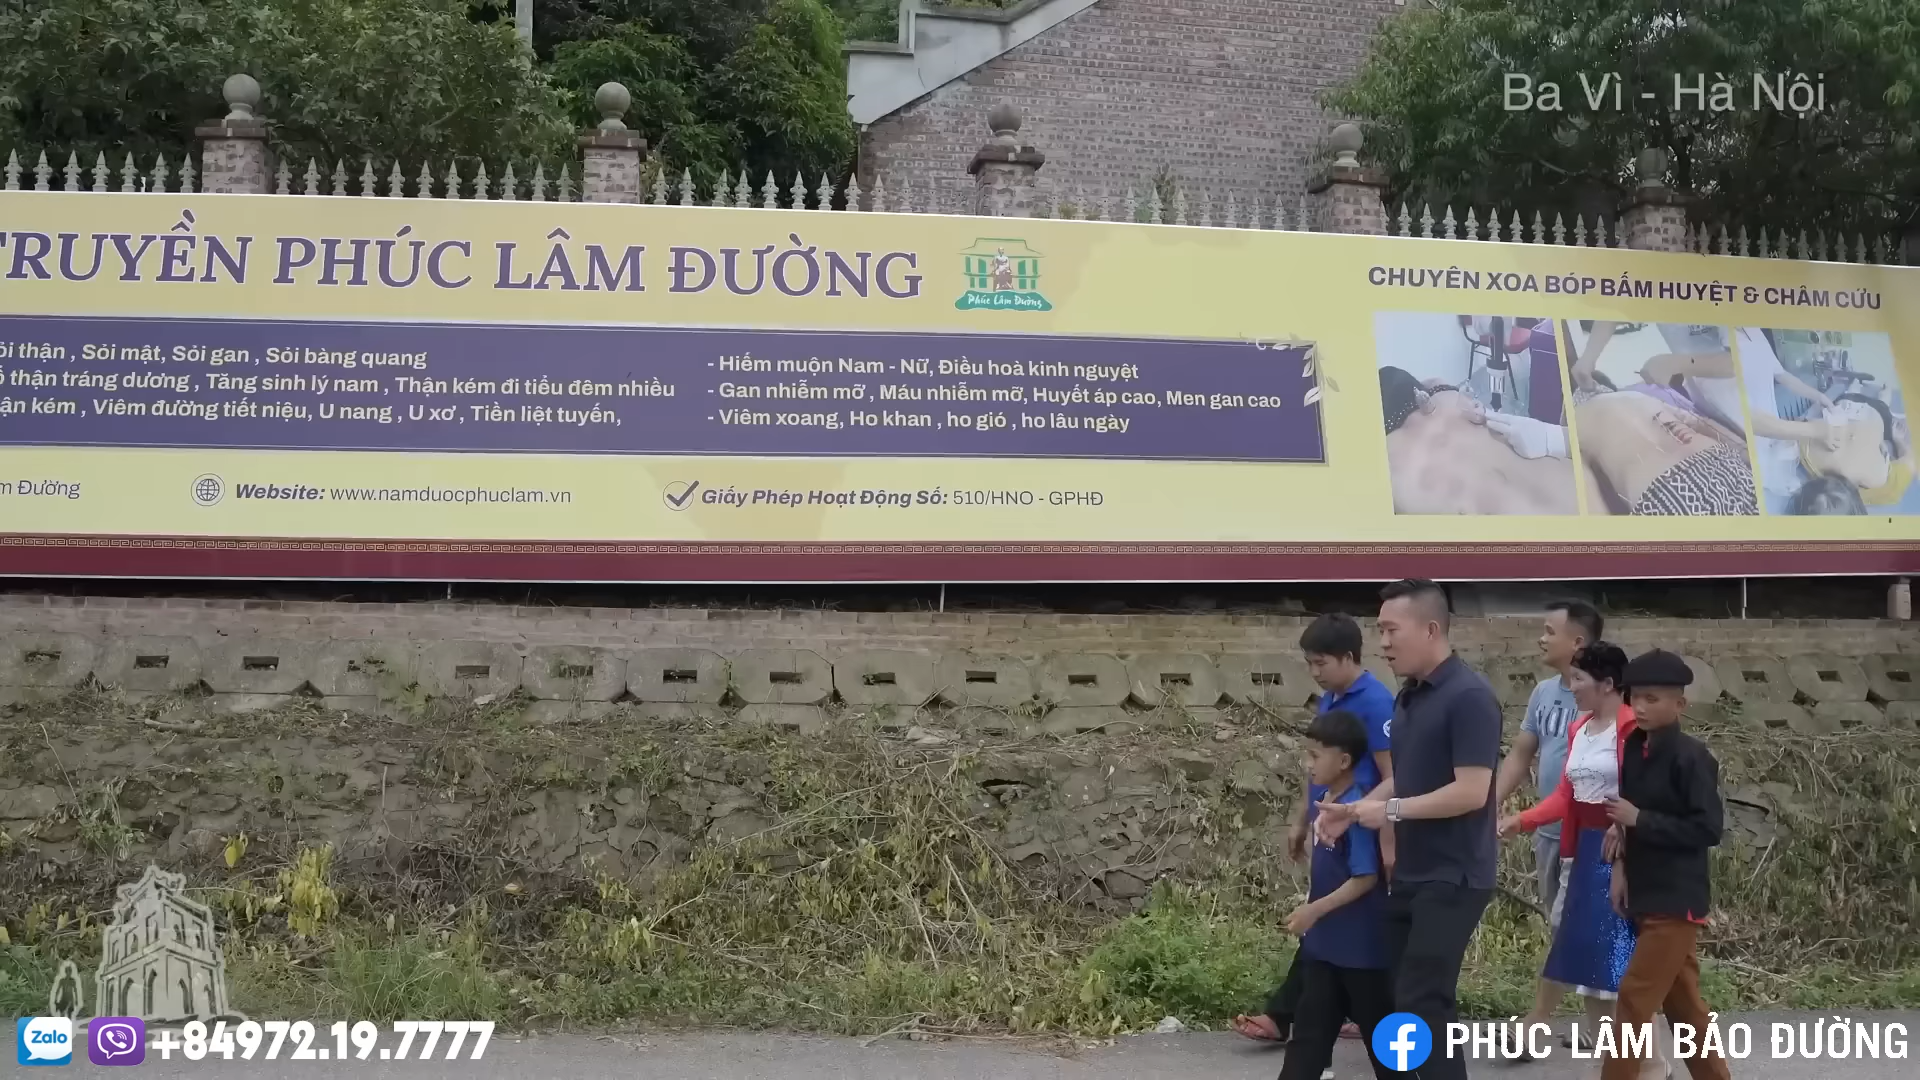 Ba Vì - Hà Nội
TRUYỀN PHÚC LÂM ĐƯỜNG
Phúc Lâm Đường
CHUYÊN XOA BÓP BẤM HUYỆT & CHÂM CỨU
thận , Sỏi mật, Sỏi gan , Sỏi bàng quang
thận tráng dương , Tăng sinh lý nam , Thận kém đi tiểu đêm nhiều
kém , Viêm đường tiết niệu, U nang , U xơ , Tiền liệt tuyến,
- Hiếm muộn Nam - Nữ, Điều hoà kinh nguyệt
- Gan nhiễm mỡ , Máu nhiễm mỡ, Huyết áp cao, Men gan cao
- Viêm xoang, Ho khan , ho gió , ho lâu ngày
Đường
Website: www.namduocphuclam.vn
Giấy Phép Hoạt Động Số: 510/HNO - GPHĐ
Zalo
+84972.19.7777
PHÚC LÂM BẢO ĐƯỜNG